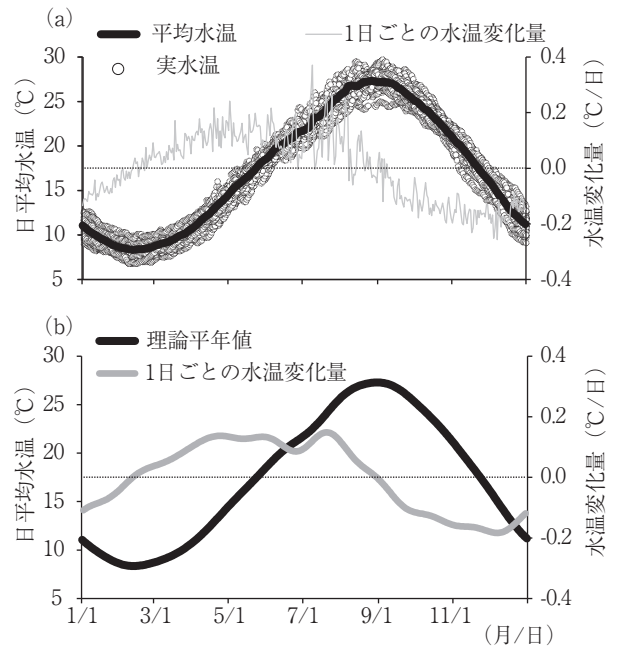 (a)
平均水温
1日ごとの水温変化量
実水温
30
25
20
15
10
5
日平均水温（℃）
0.4
0.2
0.0
-0.2
-0.4
水温変化量（℃/日）
(b)
理論平年値
1日ごとの水温変化量
30
25
20
15
10
5
日平均水温（℃）
0.4
0.2
0.0
-0.2
-0.4
水温変化量（℃/日）
1/1 3/1 5/1 7/1 9/1 11/1
（月/日）